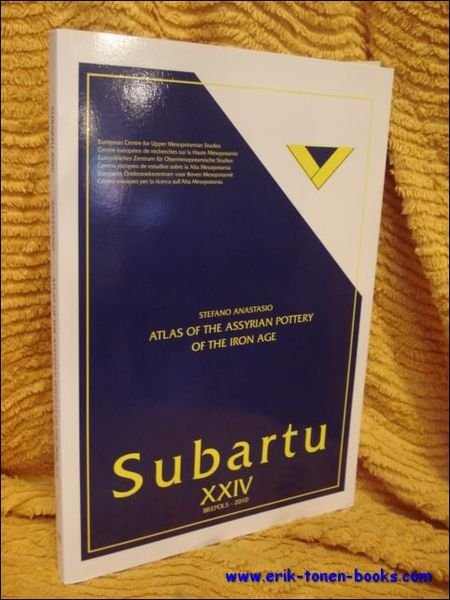 European Centre for Upper Mesopotamian Studies
Centre européen de recherches sur la Haute Mésopotamie
Europäisches Zentrum für Obermesopotamische Studien
Centro europeo de estudios sobre la Alta Mesopotamia
Europees Onderzoekscentrum voor Boven Mesopotamië
Centro europeo per la ricerca sull'Alta Mesopotamia
STEFANO ANASTASIO
ATLAS OF THE ASSYRIAN POTTERY
OF THE IRON AGE
Subartu
XXIV
BREPOLS - 2010
www.erik-tonen-books.com